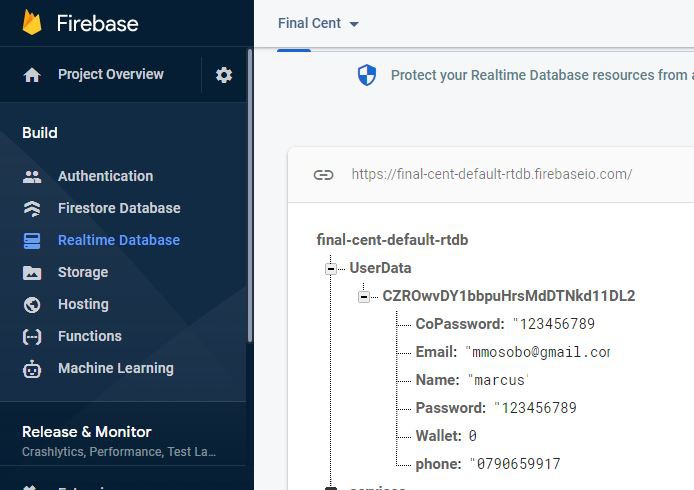 Firebase
Final Cent
Project Overview
Protect your Realtime Database resources from
Build
Authentication
Firestore Database
Realtime Database
Storage
Hosting
Functions
Machine Learning
Release & Monitor
Crashlytics, Performance, Test La...
https://final-cent-default-rtdb.firebaseio.com/
final-cent-default-rtdb
UserData
CZROwvDY1bbpuHrsMdDTNkd11DL2
CoPassword: "123456789
Email: "mmosobo@gmail.com
Name: "marcus"
Password: "123456789
Wallet: 0
phone: "0790659917